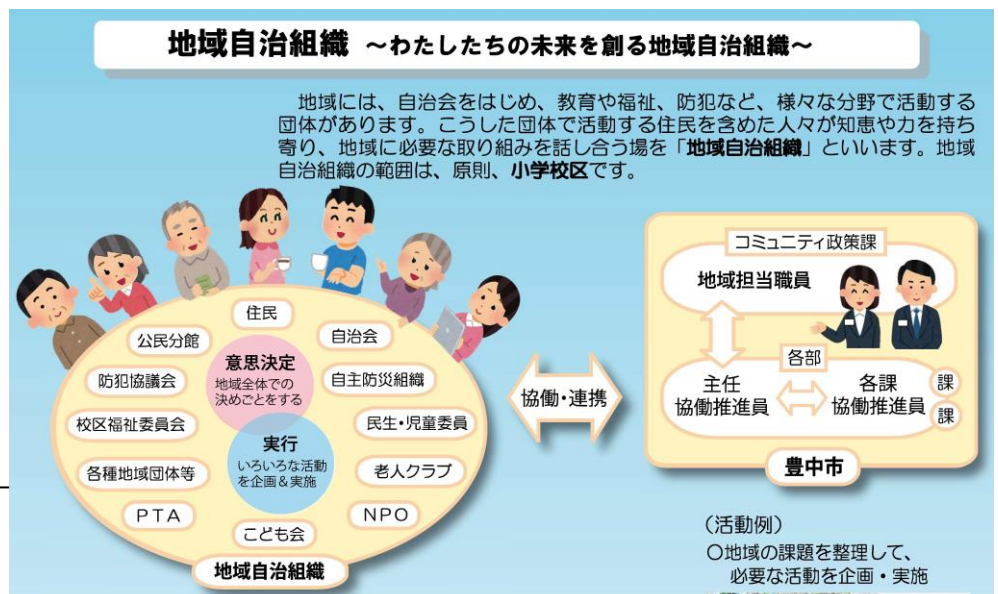 地域自治組織 ～わたしたちの未来を創る地域自治組織～
地域には、自治会をはじめ、教育や福祉、防犯など、様々な分野で活動する
団体があります。こうした団体で活動する住民を含めた人々が知恵や力を持ち
寄り、地域に必要な取り組みを話し合う場を「地域自治組織」といいます。地域
自治組織の範囲は、原則、小学校区です。
住民
公民分館
自治会
防犯協議会
意思決定
地域全体での
決めごとをする
自主防災組織
校区福祉委員会
実行
いろいろな活動
を企画＆実施
民生・児童委員
各種地域団体等
老人クラブ
PTA
こども会
NPO
地域自治組織
協働・連携
コミュニティ政策課
地域担当職員
各部
主任
協働推進員
各課
協働推進員
課
課
豊中市
（活動例）
○地域の課題を整理して、
必要な活動を企画・実施